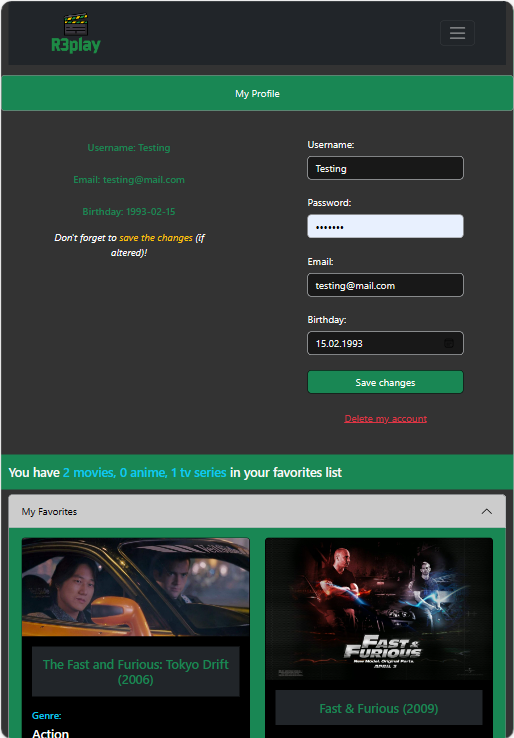 R3play
My Profile
Username: Testing
Email: testing@mail.com
Birthday: 1993-02-15
Don't forget to save the changes (if
altered)!
Username:
Testing
Password:
•••••••
Email:
testing@mail.com
Birthday:
15.02.1993
Save changes
Delete my account
You have 2 movies, 0 anime, 1 tv series in your favorites list
My Favorites
The Fast and Furious: Tokyo Drift
(2006)
Genre:
Action
FAST &
FURIOUS
New Model. Original Parts.
APRIL 3
Fast & Furious (2009)